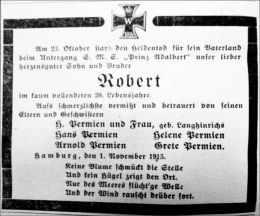 W
Am 23. Oktober starb den Heldentod für sein Vaterland
beim Untergang S. M. S. „Prinz Adalbert" unser lieber
herzensguter Sohn und Bruder
Robert
im kaum vollendeten 20. Lebensjahre.
Aufs schmerzlichste vermißt und betrauert von seinen
Eltern und Geschwistern
H. Permien und Frau, geb. Langhinrichs
Hans Permien Helene Permien
Arnold Permien Grete Permien.
Hamburg, den 1. November 1915.
Keine Blume schmückt die Stelle
Und kein Hügel zeigt den Ort.
Nur des Meeres flücht'ge Welle
Und der Wind rauscht drüber fort.